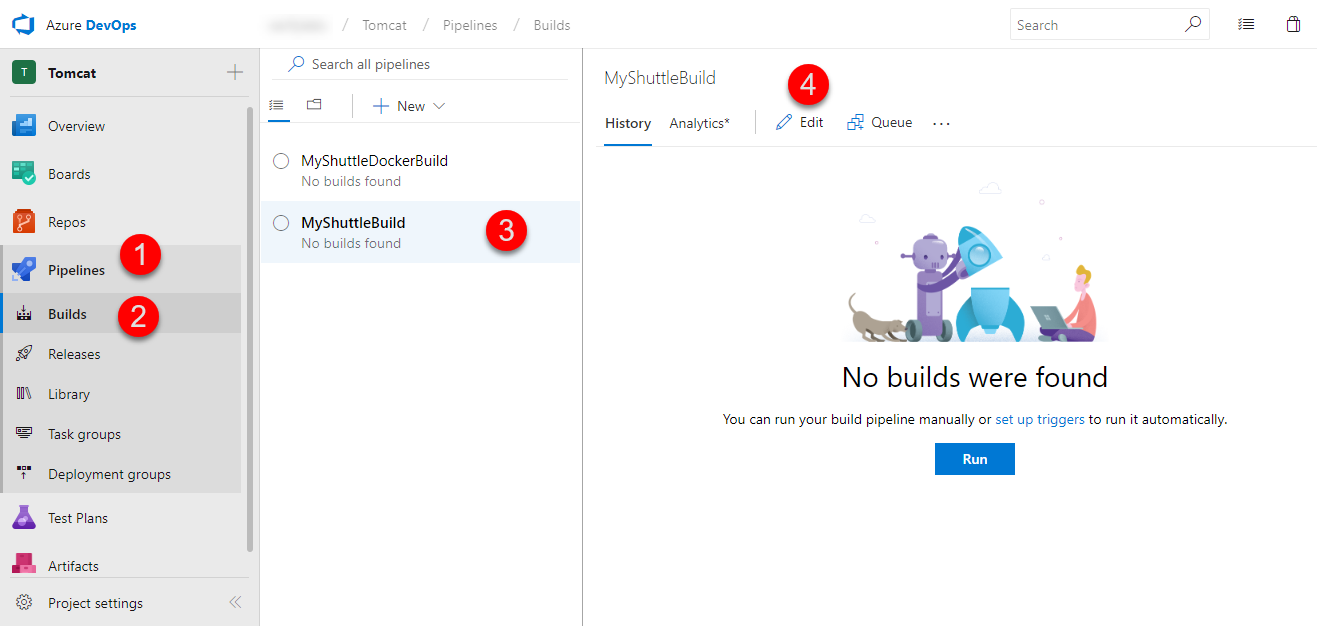 Azure DevOps
/ Tomcat / Pipelines / Builds
Search
T Tomcat
Overview
Boards
Repos
Pipelines
1
Builds
2
Releases
Library
Task groups
Deployment groups
Test Plans
Artifacts
Project settings
Search all pipelines
New
MyShuttleDockerBuild
No builds found
MyShuttleBuild
No builds found
3
MyShuttleBuild
4
History Analytics* Edit Queue ...
No builds were found
You can run your build pipeline manually or set up triggers to run it automatically.
Run